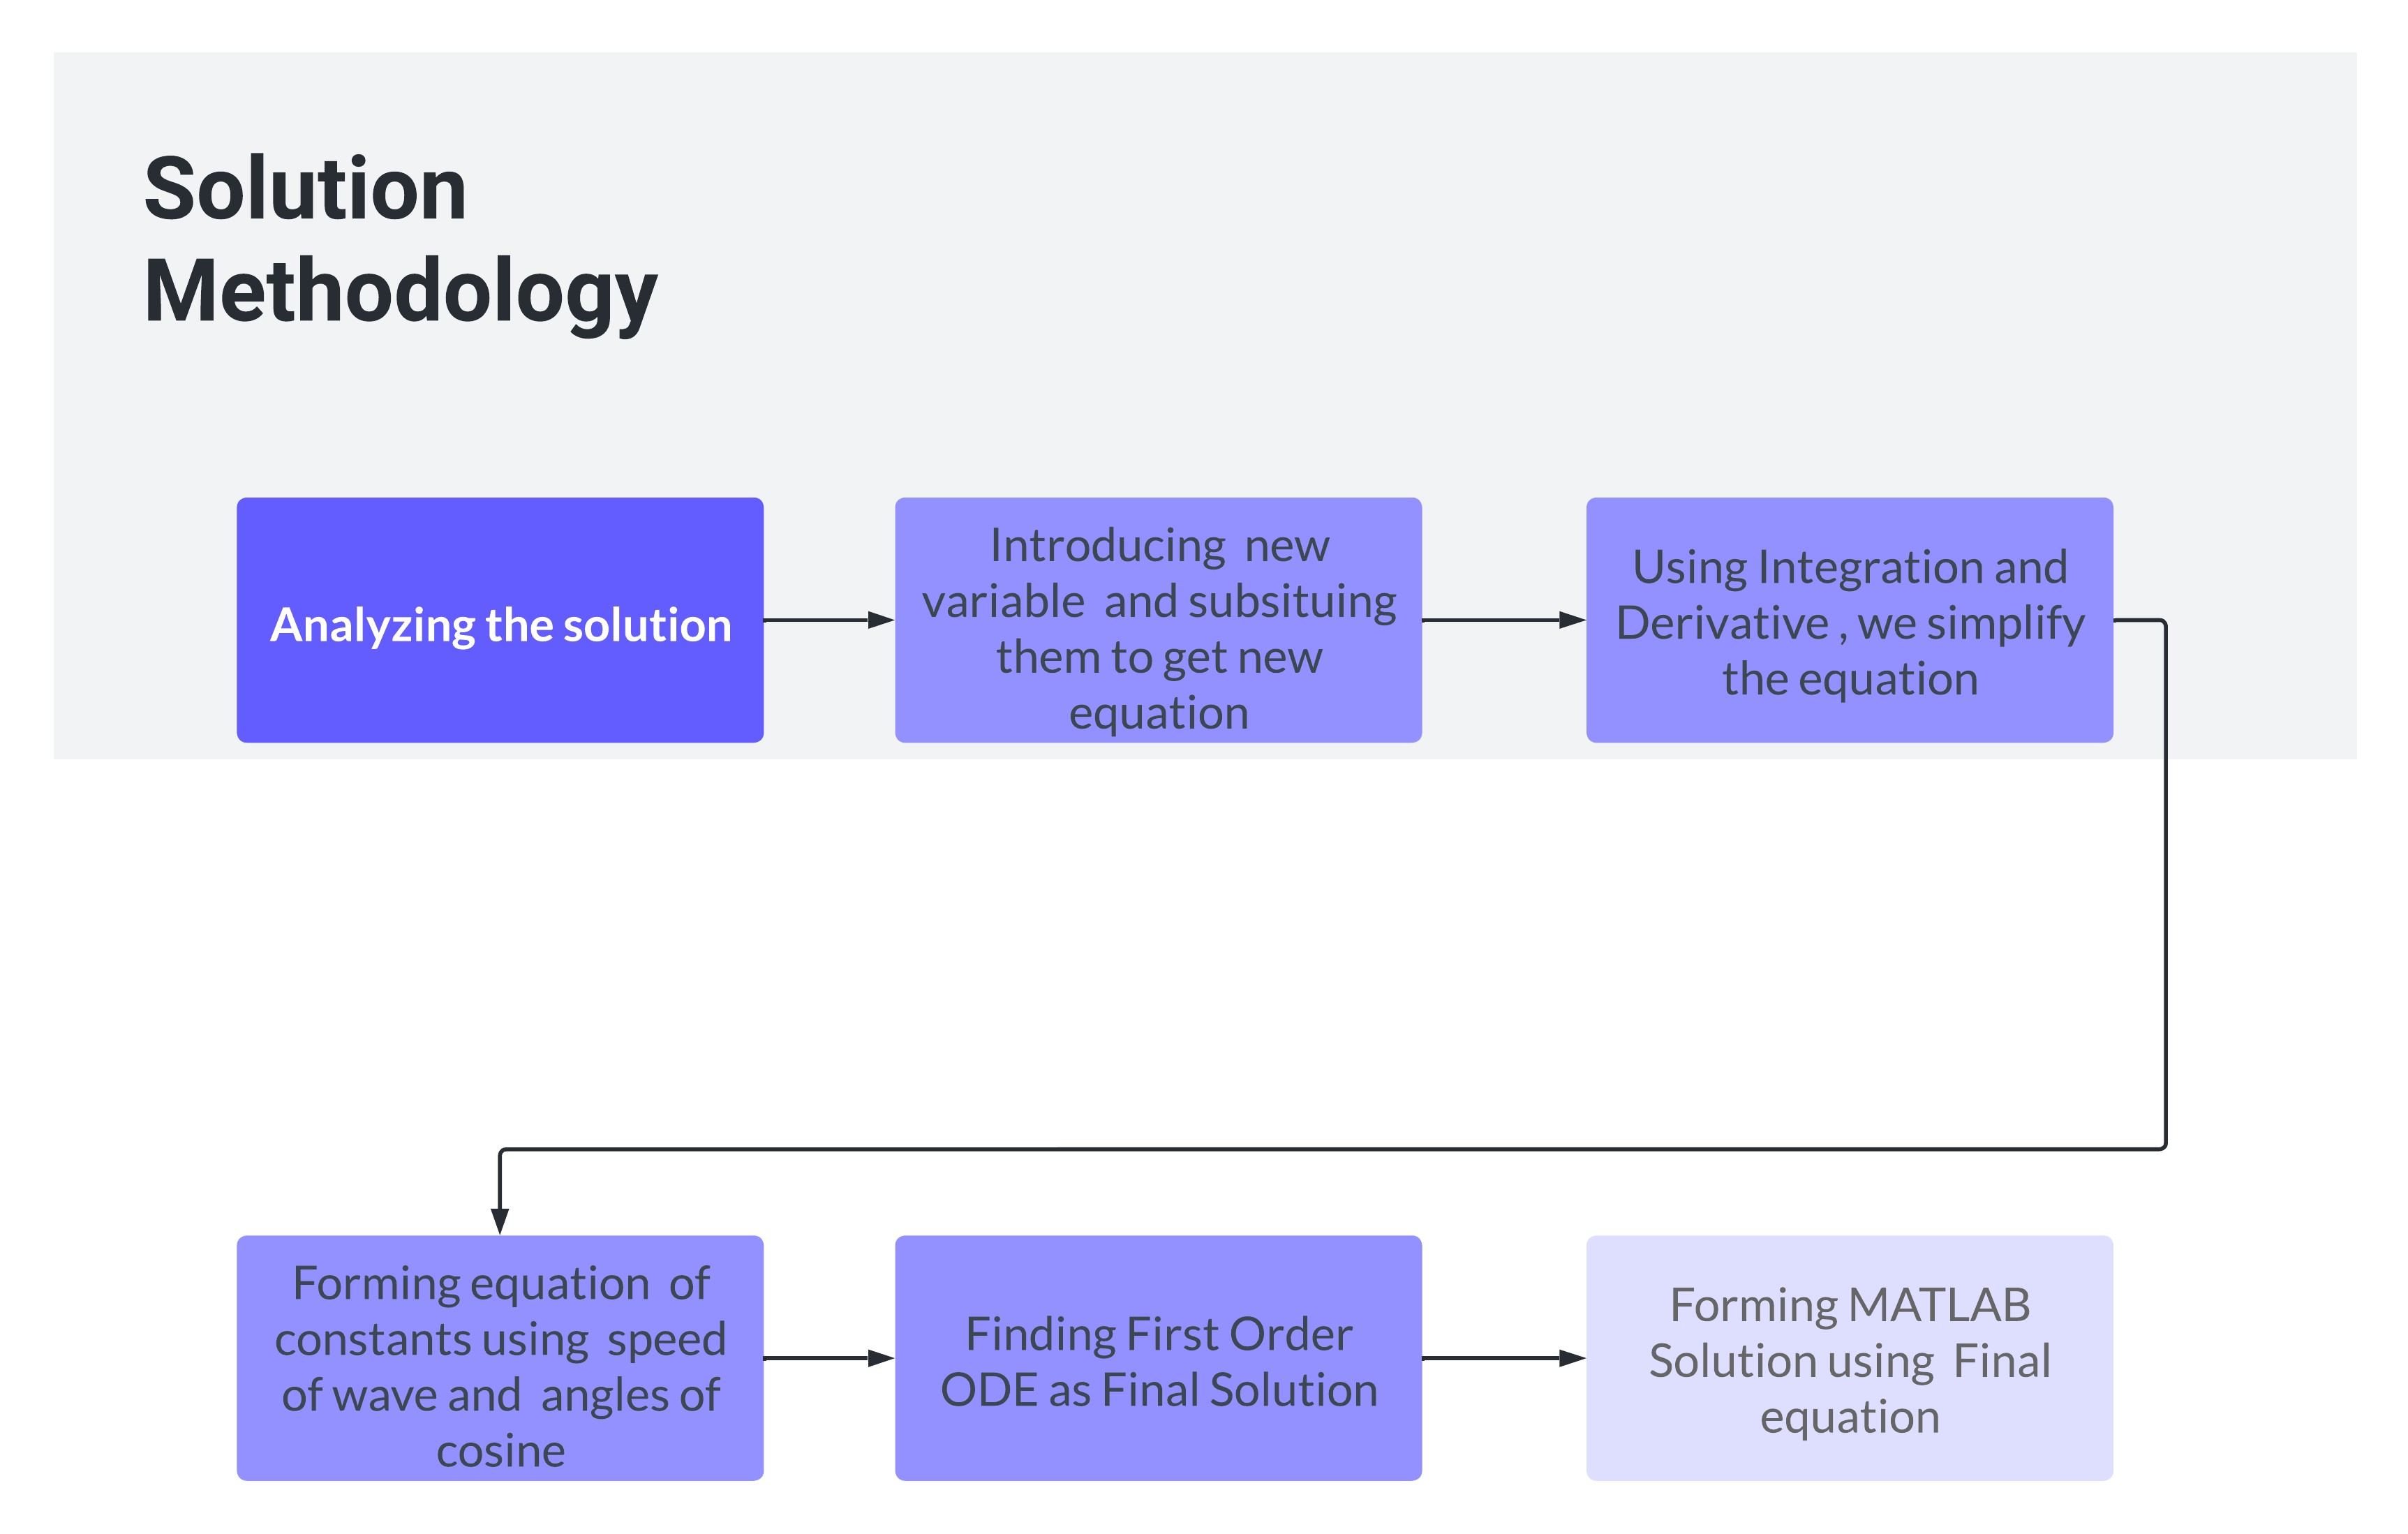 Solution
Methodology
Analyzing the solution
Introducing new
variable and subsituing
them to get new
equation
Using Integration and
Derivative , we simplify
the equation
Forming equation of
constants using speed
of wave and angles of
cosine
Finding First Order
ODE as Final Solution
Forming MATLAB
Solution using Final
equation